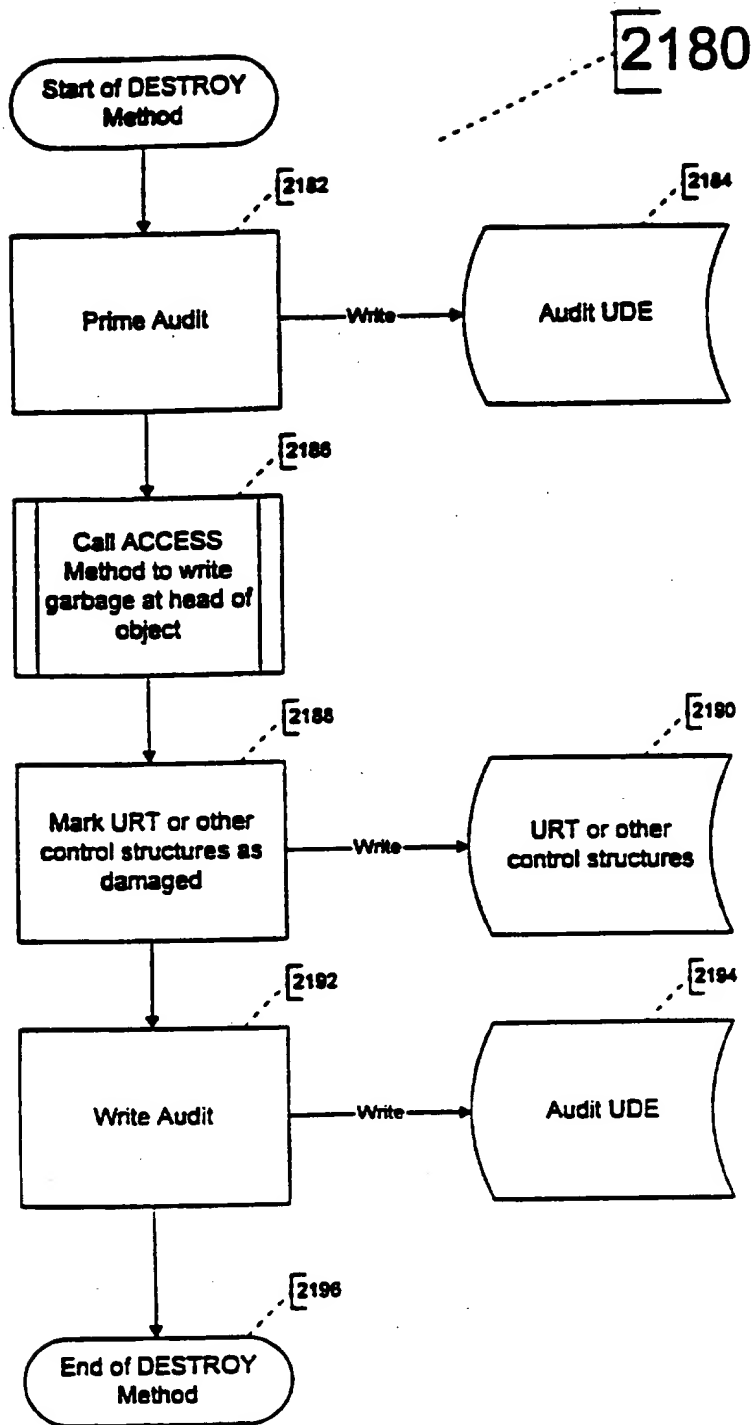 2180
Start of DESTROY
Method
2182
2184
Prime Audit
Write
Audit UDE
2186
Call ACCESS
Method to write
garbage at head of
object
2188
2190
Mark URT or other
control structures as
damaged
Write
URT or other
control structures
2192
2194
Write Audit
Write
Audit UDE
2196
End of DESTROY
Method